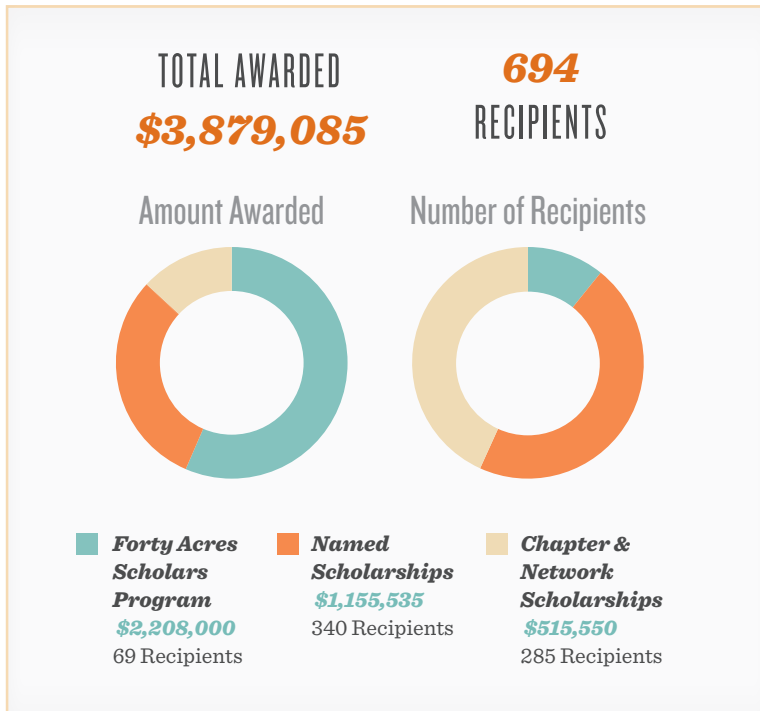 TOTAL AWARDED
$3,879,085
694
RECIPIENTS
Amount Awarded
Number of Recipients
Forty Acres
Scholars
Program
$2,208,000
69 Recipients
Named
Scholarships
$1,155,535
340 Recipients
Chapter &
Network
Scholarships
$515,550
285 Recipients